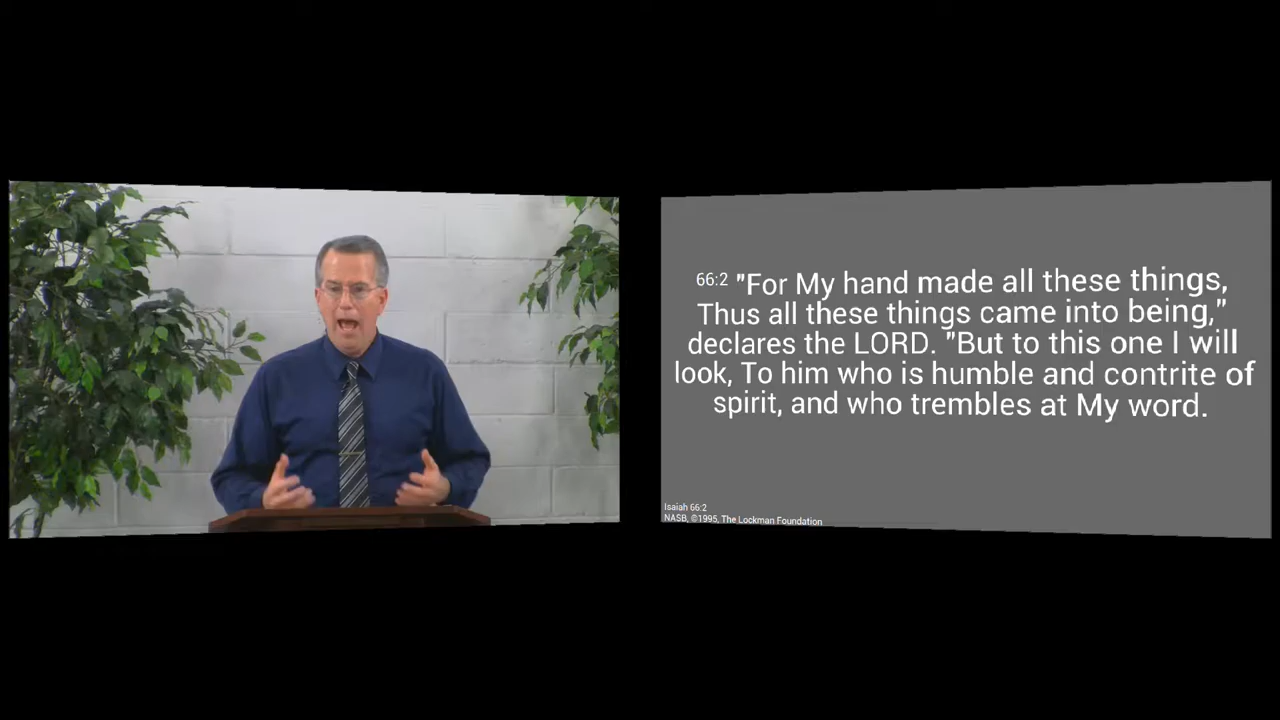 66:2 "For My hand made all these things,
Thus all these things came into being,"
declares the LORD. "But to this one I will
look, To him who is humble and contrite of
spirit, and who trembles at My word.
Isaiah 66:2
NASB, ©1995, The Lockman Foundation